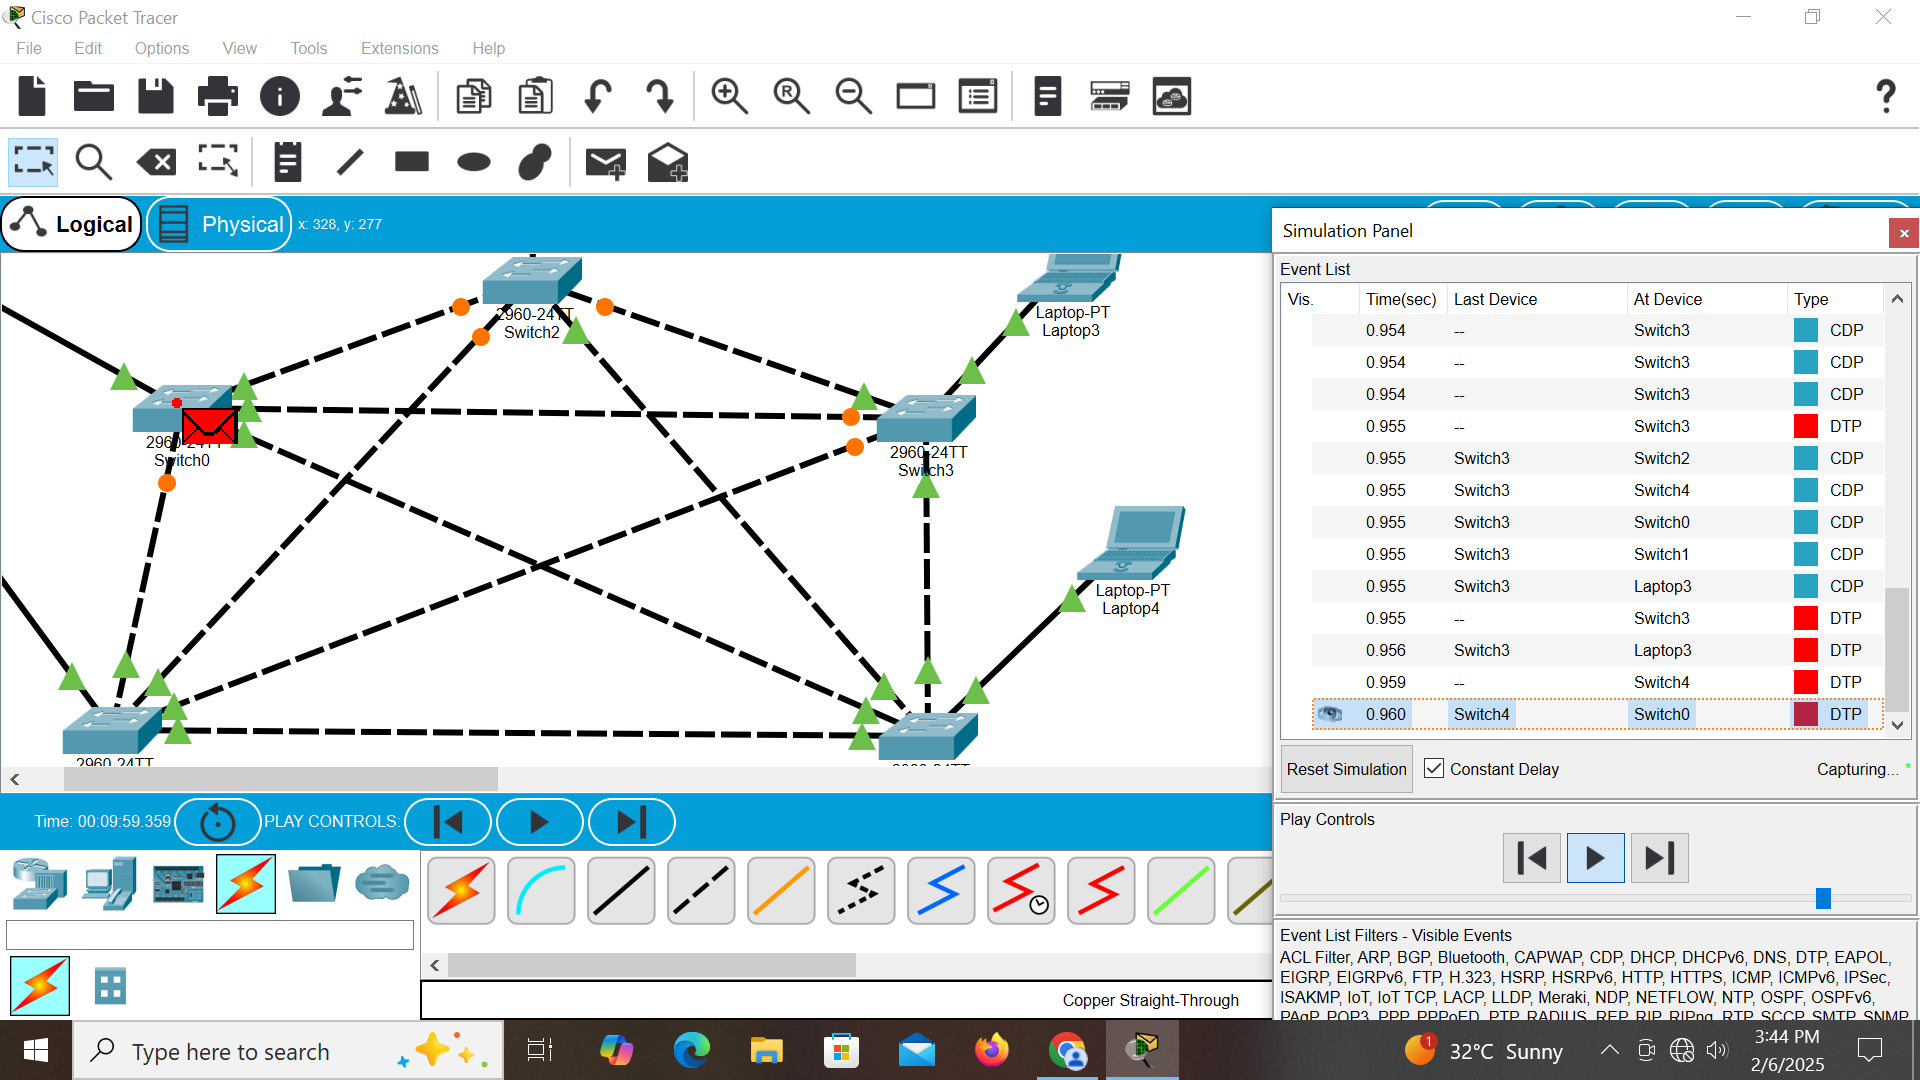 Cisco Packet Tracer
File Edit Options View Tools Extensions Help
Logical Physical x: 328, y: 277
2960-24TT
Switch2
Laptop-PT
Laptop3
Switch0
2960-24TT
Switch3
Laptop-PT
Laptop4
2960-24TT
Simulation Panel
Event List
Vis. Time(sec) Last Device At Device Type
0.954 -- Switch3 CDP
0.954 -- Switch3 CDP
0.954 -- Switch3 CDP
0.955 -- Switch3 DTP
0.955 Switch3 Switch2 CDP
0.955 Switch3 Switch4 CDP
0.955 Switch3 Switch0 CDP
0.955 Switch3 Switch1 CDP
0.955 Switch3 Laptop3 CDP
0.955 -- Switch3 DTP
0.956 Switch3 Laptop3 DTP
0.959 -- Switch4 DTP
0.960 Switch4 Switch0 DTP
Reset Simulation Constant Delay Capturing... *
Play Controls
Event List Filters - Visible Events
ACL Filter, ARP, BGP, Bluetooth, CAPWAP, CDP, DHCP, DHCPv6, DNS, DTP, EAPOL,
EIGRP, EIGRPv6, FTP, H.323, HSRP, HSRPv6, HTTP, HTTPS, ICMP, ICMPv6, IPSec,
ISAKMP, IoT, IoT TCP, LACP, LLDP, Meraki, NDP, NETFLOW, NTP, OSPF, OSPFv6,
PAgP, POP3, PPP, PPPoED, PTP, RADIUS, REP, RIP, RIPng, RTP, SCCP, SMTP, SNMP
Time: 00:09:59.359 PLAY CONTROLS:
Copper Straight-Through
Type here to search
1
32°C Sunny
3:44 PM
2/6/2025